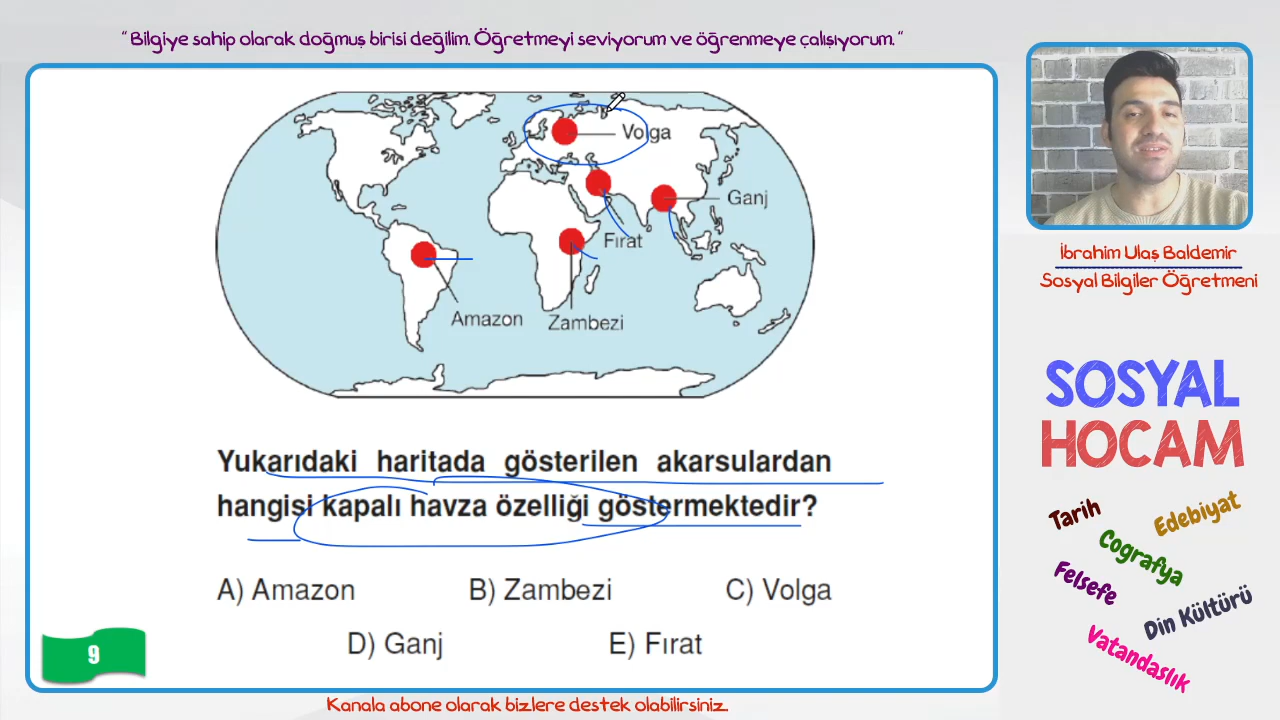 “ Bilgiye sahip olarak doğmuş birisi değilim. Öğretmeyi seviyorum ve öğrenmeye çalışıyorum. “
Volga
Ganj
Fırat
Amazon
Zambezi
Yukarıdaki haritada gösterilen akarsulardan
hangisi kapalı havza özelliği göstermektedir?
A) Amazon
B) Zambezi
C) Volga
D) Ganj
E) Fırat
9
Kanala abone olarak bizlere destek olabilirsiniz.
İbrahim Ulaş Baldemir
Sosyal Bilgiler Öğretmeni
SOSYAL
HOCAM
Tarih
Edebiyat
Cografya
Felsefe
Din Kültürü
Vatandaslık